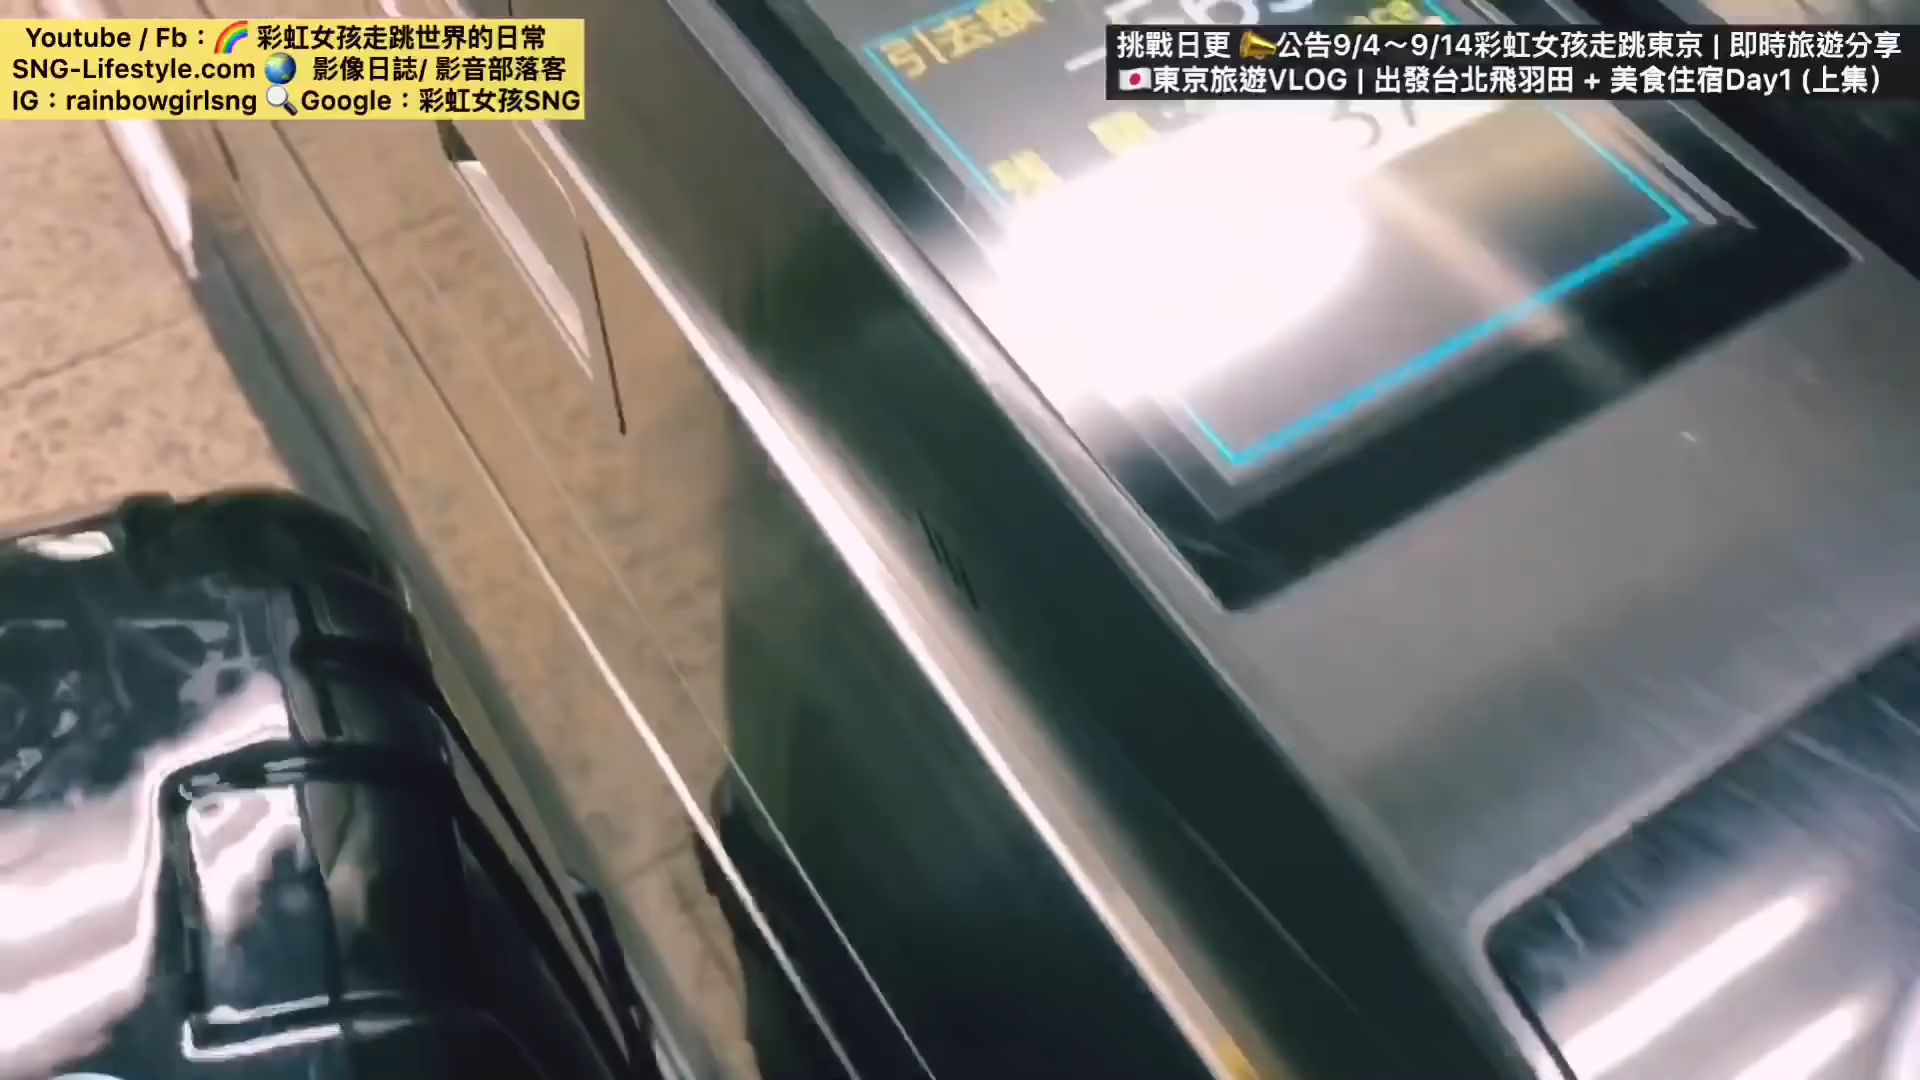 Youtube / Fb：🌈 彩虹女孩走跳世界的日常
SNG-Lifestyle.com 🌏 影像日誌/ 影音部落客
IG：rainbowgirlsng 🔍Google：彩虹女孩SNG
挑戰日更 📣公告9/4～9/14彩虹女孩走跳東京 | 即時旅遊分享
🇯🇵東京旅遊VLOG | 出發台北飛羽田 + 美食住宿Day1 (上集）
引去額
残